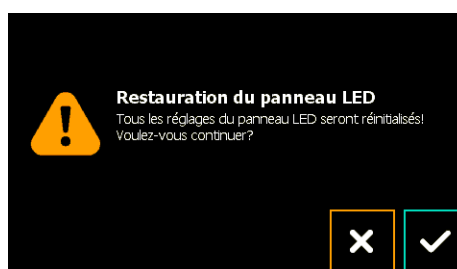 Restauration du panneau LED
Tous les réglages du panneau LED seront réinitialisés!
Voulez-vous continuer?